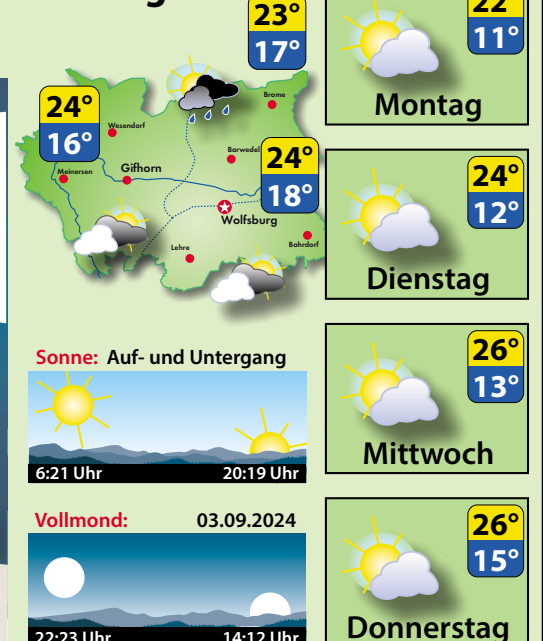 23°
17°
24°
16°
24°
18°
Brome
Wesendorf
Barwedel
Meinersen
Gifhorn
Wolfsburg
Bahrdorf
Lehre
Sonne: Auf- und Untergang
6:21 Uhr 20:19 Uhr
Vollmond: 03.09.2024
22:23 Uhr 14:12 Uhr
22°
11°
Montag
24°
12°
Dienstag
26°
13°
Mittwoch
26°
15°
Donnerstag